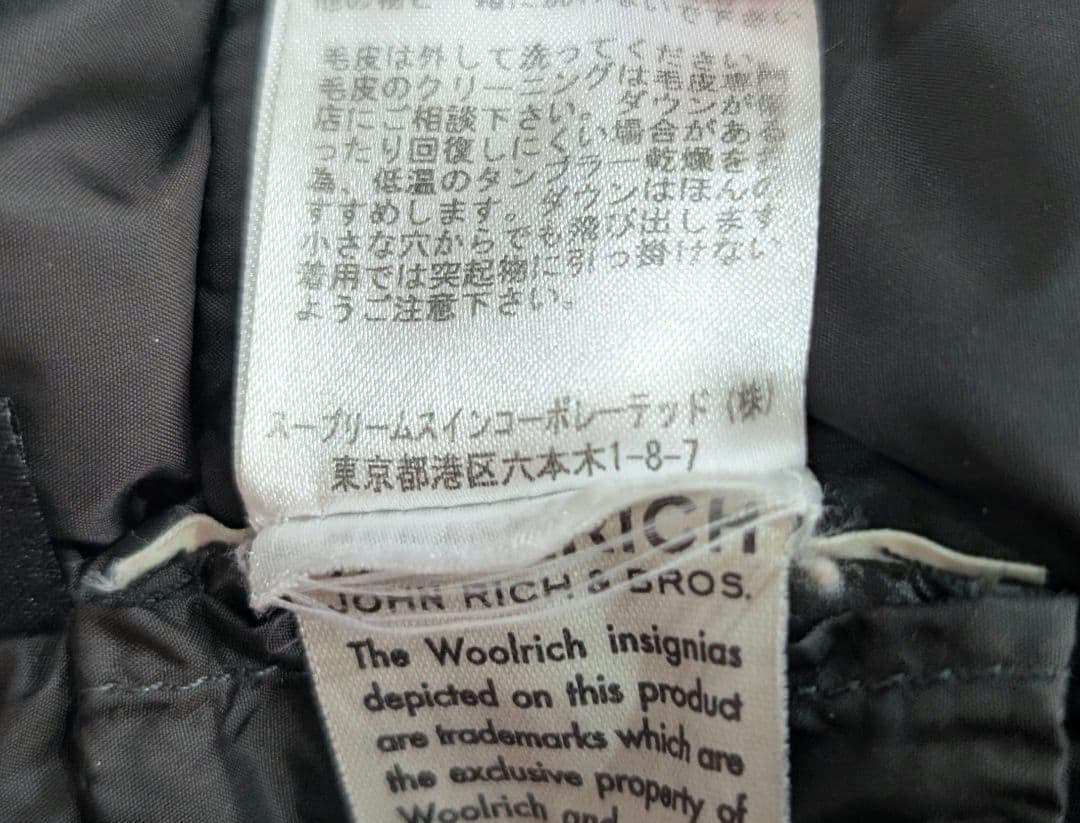 毛皮は外して洗ってください
毛皮のクリーニングは毛皮専門
店にご相談下さい。ダウンが偏
ったり回復しにくい場合がある
為、低温のタンブラー乾燥をお
すすめします。ダウンはほんの
小さな穴からでも飛び出します
着用では突起物に引っ掛けない
ようご注意下さい。
スープリームスインコーポレーテッド(株)
東京都港区六本木1-8-7
RICH
JOHN RICH & BROS.
The Woolrich insignias
depicted on this product
are trademarks which are
the exclusive property of
Woolrich and